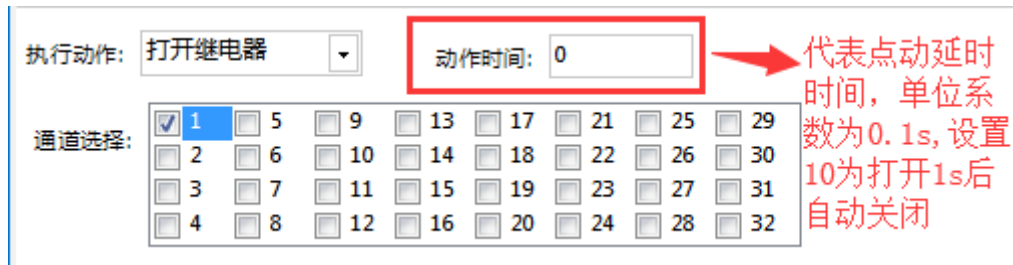 执行动作: 打开继电器 动作时间: 0
代表点动延时
时间，单位系
数为0.1s,设置
10为打开1s后
自动关闭
通道选择:
1 5 9 13 17 21 25 29
2 6 10 14 18 22 26 30
3 7 11 15 19 23 27 31
4 8 12 16 20 24 28 32